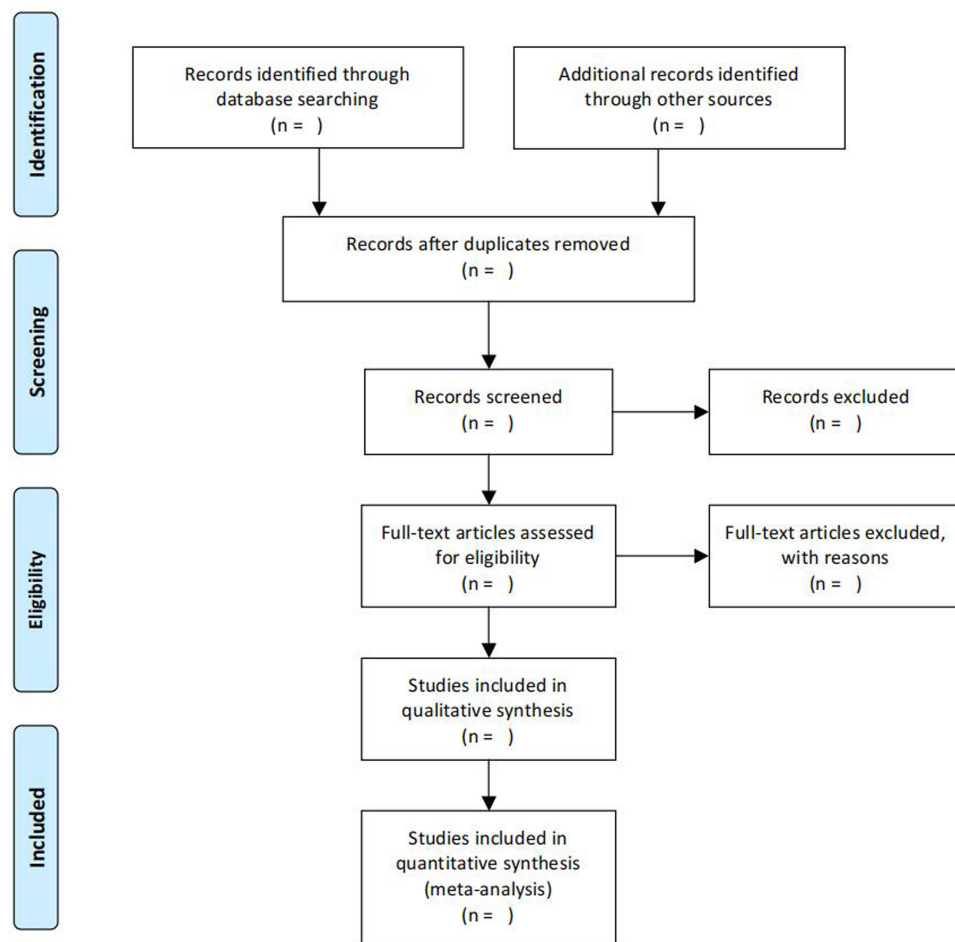 Identification
Records identified through
database searching
(n =   )
Additional records identified
through other sources
(n =   )
Records after duplicates removed
(n =   )
Screening
Records screened
(n =   )
Records excluded
(n =   )
Eligibility
Full-text articles assessed
for eligibility
(n =   )
Full-text articles excluded,
with reasons
(n =   )
Studies included in
qualitative synthesis
(n =   )
Included
Studies included in
quantitative synthesis
(meta-analysis)
(n =   )